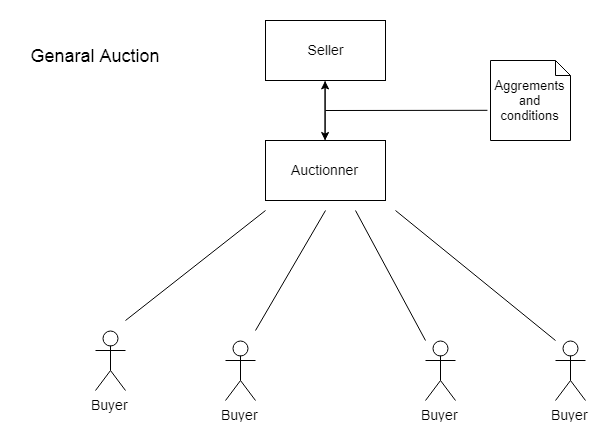 Genaral Auction
Seller
Aggrements
and
conditions
Auctionner
Buyer
Buyer
Buyer
Buyer